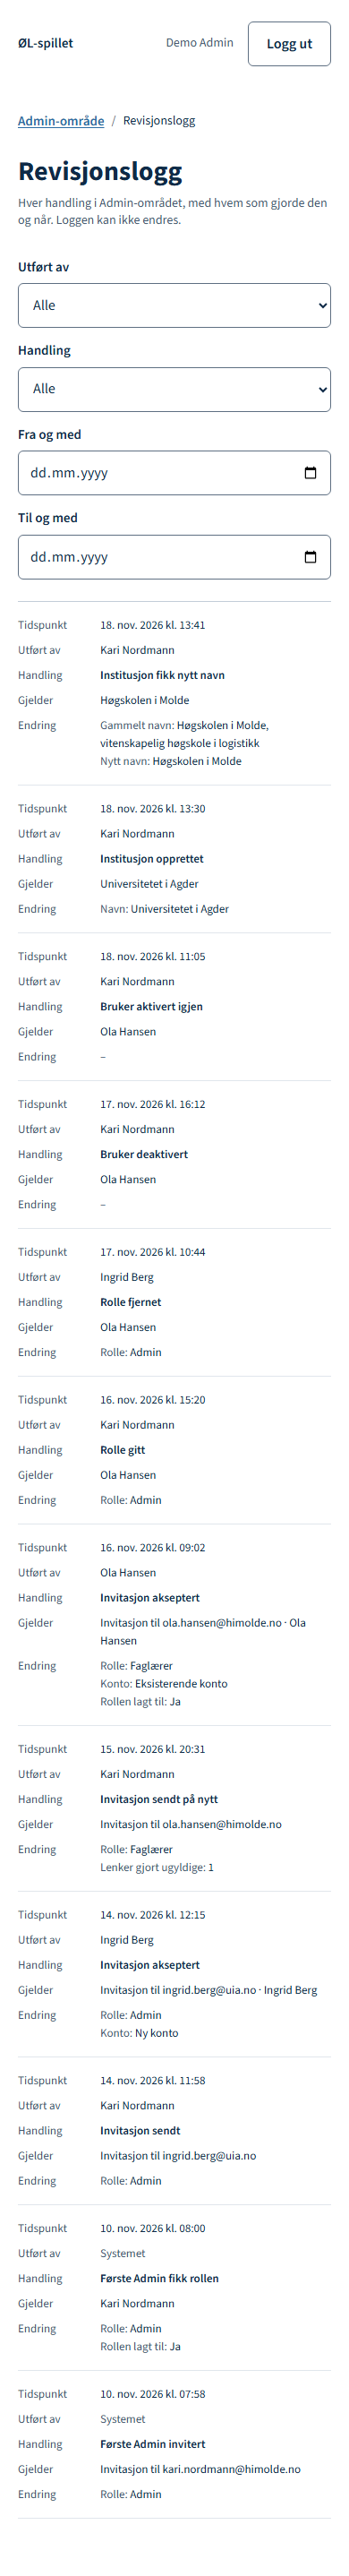 ØL-spillet
Demo Admin
Logg ut
Admin-område / Revisjonslogg
Revisjonslogg
Hver handling i Admin-området, med hvem som gjorde den
og når. Loggen kan ikke endres.
Utført av
Alle
Handling
Alle
Fra og med
dd.mm.yyyy
Til og med
dd.mm.yyyy
Tidspunkt 18. nov. 2026 kl. 13:41
Utført av Kari Nordmann
Handling Institusjon fikk nytt navn
Gjelder Høgskolen i Molde
Endring Gammelt navn: Høgskolen i Molde,
vitenskapelig høgskole i logistikk
Nytt navn: Høgskolen i Molde
Tidspunkt 18. nov. 2026 kl. 13:30
Utført av Kari Nordmann
Handling Institusjon opprettet
Gjelder Universitetet i Agder
Endring Navn: Universitetet i Agder
Tidspunkt 18. nov. 2026 kl. 11:05
Utført av Kari Nordmann
Handling Bruker aktivert igjen
Gjelder Ola Hansen
Endring –
Tidspunkt 17. nov. 2026 kl. 16:12
Utført av Kari Nordmann
Handling Bruker deaktivert
Gjelder Ola Hansen
Endring –
Tidspunkt 17. nov. 2026 kl. 10:44
Utført av Ingrid Berg
Handling Rolle fjernet
Gjelder Ola Hansen
Endring Rolle: Admin
Tidspunkt 16. nov. 2026 kl. 15:20
Utført av Kari Nordmann
Handling Rolle gitt
Gjelder Ola Hansen
Endring Rolle: Admin
Tidspunkt 16. nov. 2026 kl. 09:02
Utført av Ola Hansen
Handling Invitasjon akseptert
Gjelder Invitasjon til ola.hansen@himolde.no · Ola
Hansen
Endring Rolle: Faglærer
Konto: Eksisterende konto
Rollen lagt til: Ja
Tidspunkt 15. nov. 2026 kl. 20:31
Utført av Kari Nordmann
Handling Invitasjon sendt på nytt
Gjelder Invitasjon til ola.hansen@himolde.no
Endring Rolle: Faglærer
Lenker gjort ugyldige: 1
Tidspunkt 14. nov. 2026 kl. 12:15
Utført av Ingrid Berg
Handling Invitasjon akseptert
Gjelder Invitasjon til ingrid.berg@uia.no · Ingrid Berg
Endring Rolle: Admin
Konto: Ny konto
Tidspunkt 14. nov. 2026 kl. 11:58
Utført av Kari Nordmann
Handling Invitasjon sendt
Gjelder Invitasjon til ingrid.berg@uia.no
Endring Rolle: Admin
Tidspunkt 10. nov. 2026 kl. 08:00
Utført av Systemet
Handling Første Admin fikk rollen
Gjelder Kari Nordmann
Endring Rolle: Admin
Rollen lagt til: Ja
Tidspunkt 10. nov. 2026 kl. 07:58
Utført av Systemet
Handling Første Admin invitert
Gjelder Invitasjon til kari.nordmann@himolde.no
Endring Rolle: Admin